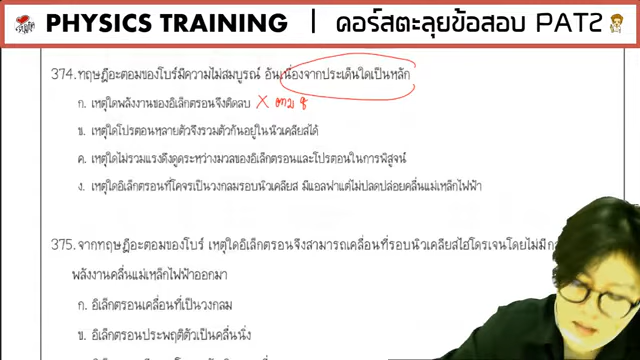 PHYSICS TRAINING | คอร์สตะลุยข้อสอบ PAT2
374. ทฤษฎีอะตอมของโบร์มีความไม่สมบูรณ์ อันเนื่องจากประเด็นใดเป็นหลัก
ก. เหตุใดพลังงานของอิเล็กตรอนจึงติดลบ X
ข. เหตุใดโปรตอนหลายตัวจึงรวมตัวกันอยู่ในนิวเคลียสได้
ค. เหตุใดไม่รวมแรงดึงดูดระหว่างมวลของอิเล็กตรอนและโปรตอนในการพิสูจน์
ง. เหตุใดอิเล็กตรอนที่โคจรเป็นวงกลมรอบนิวเคลียส มีแอลฟาแต่ไม่ปลดปล่อยคลื่นแม่เหล็กไฟฟ้า
375. จากทฤษฎีอะตอมของโบร์ เหตุใดอิเล็กตรอนจึงสามารถเคลื่อนที่รอบนิวเคลียสไฮโดรเจนโดยไม่มีก
พลังงานคลื่นแม่เหล็กไฟฟ้าออกมา
ก. อิเล็กตรอนเคลื่อนที่เป็นวงกลม
ข. อิเล็กตรอนประพฤติตัวเป็นคลื่นนิ่ง